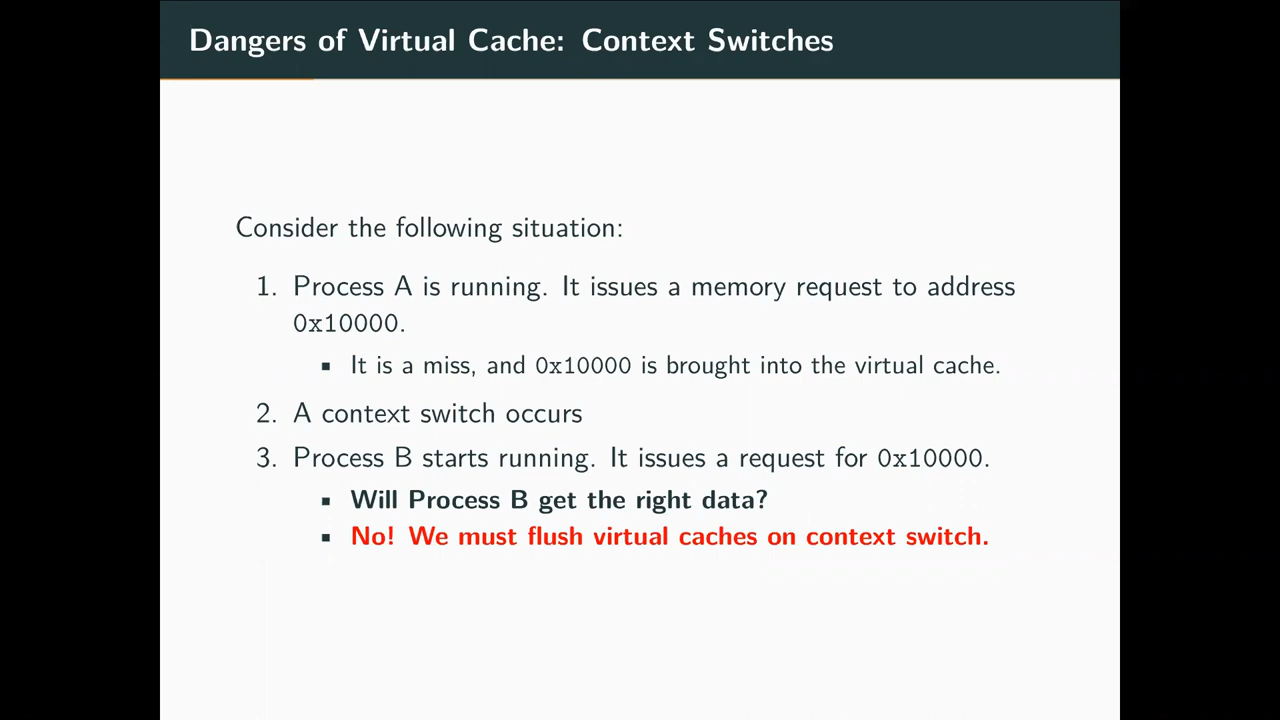 Dangers of Virtual Cache: Context Switches
Consider the following situation:
1. Process A is running. It issues a memory request to address
0x10000.
▪ It is a miss, and 0x10000 is brought into the virtual cache.
2. A context switch occurs
3. Process B starts running. It issues a request for 0x10000.
▪ Will Process B get the right data?
▪ No! We must flush virtual caches on context switch.